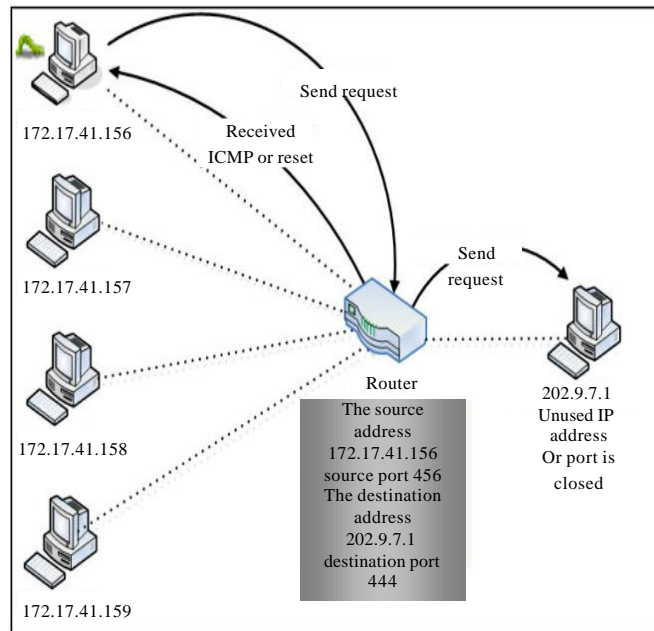 Send request
172.17.41.156
Received
ICMP or reset
Send
request
172.17.41.157
172.17.41.158
Router
The source
address
172.17.41.156
source port 456
The destination
address
202.9.7.1
destination port
444
202.9.7.1
Unused IP
address
Or port is
closed
172.17.41.159